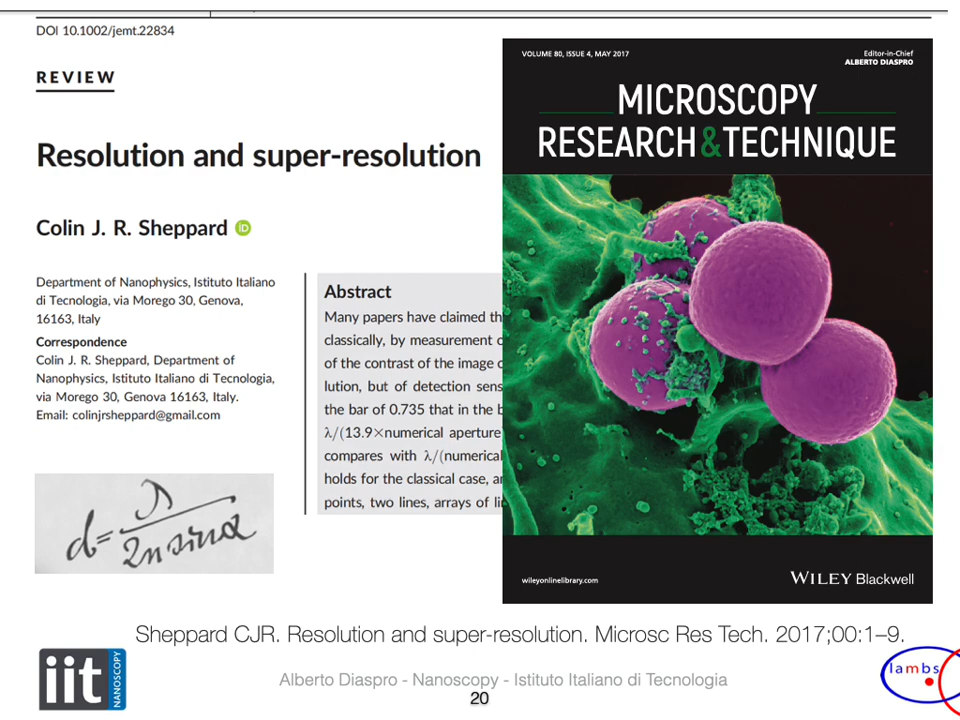 DOI 10.1002/jemt.22834
REVIEW
Resolution and super-resolution
Colin J. R. Sheppard iD
Department of Nanophysics, Istituto Italiano
di Tecnologia, via Morego 30, Genova,
16163, Italy
Correspondence
Colin J. R. Sheppard, Department of
Nanophysics, Istituto Italiano di Tecnologia,
via Morego 30, Genova 16163, Italy.
Email: colinjrsheppard@gmail.com
Abstract
Many papers have claimed th
classically, by measurement o
of the contrast of the image o
lution, but of detection sens
the bar of 0.735 that in the b
λ/(13.9×numerical aperture
compares with λ/(numerical
holds for the classical case, ar
points, two lines, arrays of lin
d=λ/2n sinα
VOLUME 80, ISSUE 4, MAY 2017
Editor-in-Chief
ALBERTO DIASPRO
MICROSCOPY
RESEARCH&TECHNIQUE
wileyonlinelibrary.com
WILEY Blackwell
Sheppard CJR. Resolution and super-resolution. Microsc Res Tech. 2017;00:1–9.
iit NANOSCOPY
Alberto Diaspro - Nanoscopy - Istituto Italiano di Tecnologia
20
lambs